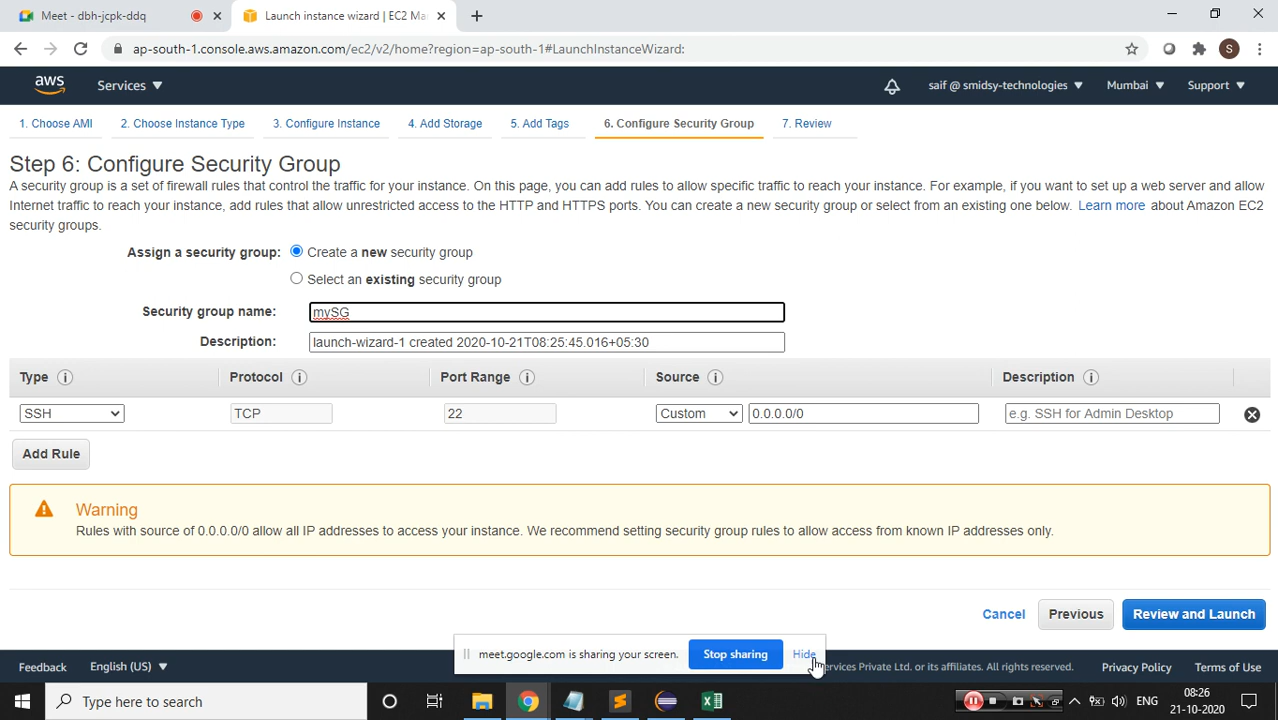 Meet - dbh-jcpk-ddq
Launch instance wizard | EC2 Ma
ap-south-1.console.aws.amazon.com/ec2/v2/home?region=ap-south-1#LaunchInstanceWizard:
S
aws
Services
saif @ smidsy-technologies
Mumbai
Support
1. Choose AMI
2. Choose Instance Type
3. Configure Instance
4. Add Storage
5. Add Tags
6. Configure Security Group
7. Review
Step 6: Configure Security Group
A security group is a set of firewall rules that control the traffic for your instance. On this page, you can add rules to allow specific traffic to reach your instance. For example, if you want to set up a web server and allow
Internet traffic to reach your instance, add rules that allow unrestricted access to the HTTP and HTTPS ports. You can create a new security group or select from an existing one below. Learn more about Amazon EC2
security groups.
Assign a security group:
Create a new security group
Select an existing security group
Security group name:
mySG
Description:
launch-wizard-1 created 2020-10-21T08:25:45.016+05:30
Type
Protocol
Port Range
Source
Description
SSH
TCP
22
Custom
0.0.0.0/0
e.g. SSH for Admin Desktop
Add Rule
Warning
Rules with source of 0.0.0.0/0 allow all IP addresses to access your instance. We recommend setting security group rules to allow access from known IP addresses only.
Cancel
Previous
Review and Launch
meet.google.com is sharing your screen.
Stop sharing
Hide
Feedback
English (US)
ervices Private Ltd. or its affiliates. All rights reserved.
Privacy Policy
Terms of Use
Type here to search
ENG
08:26
21-10-2020